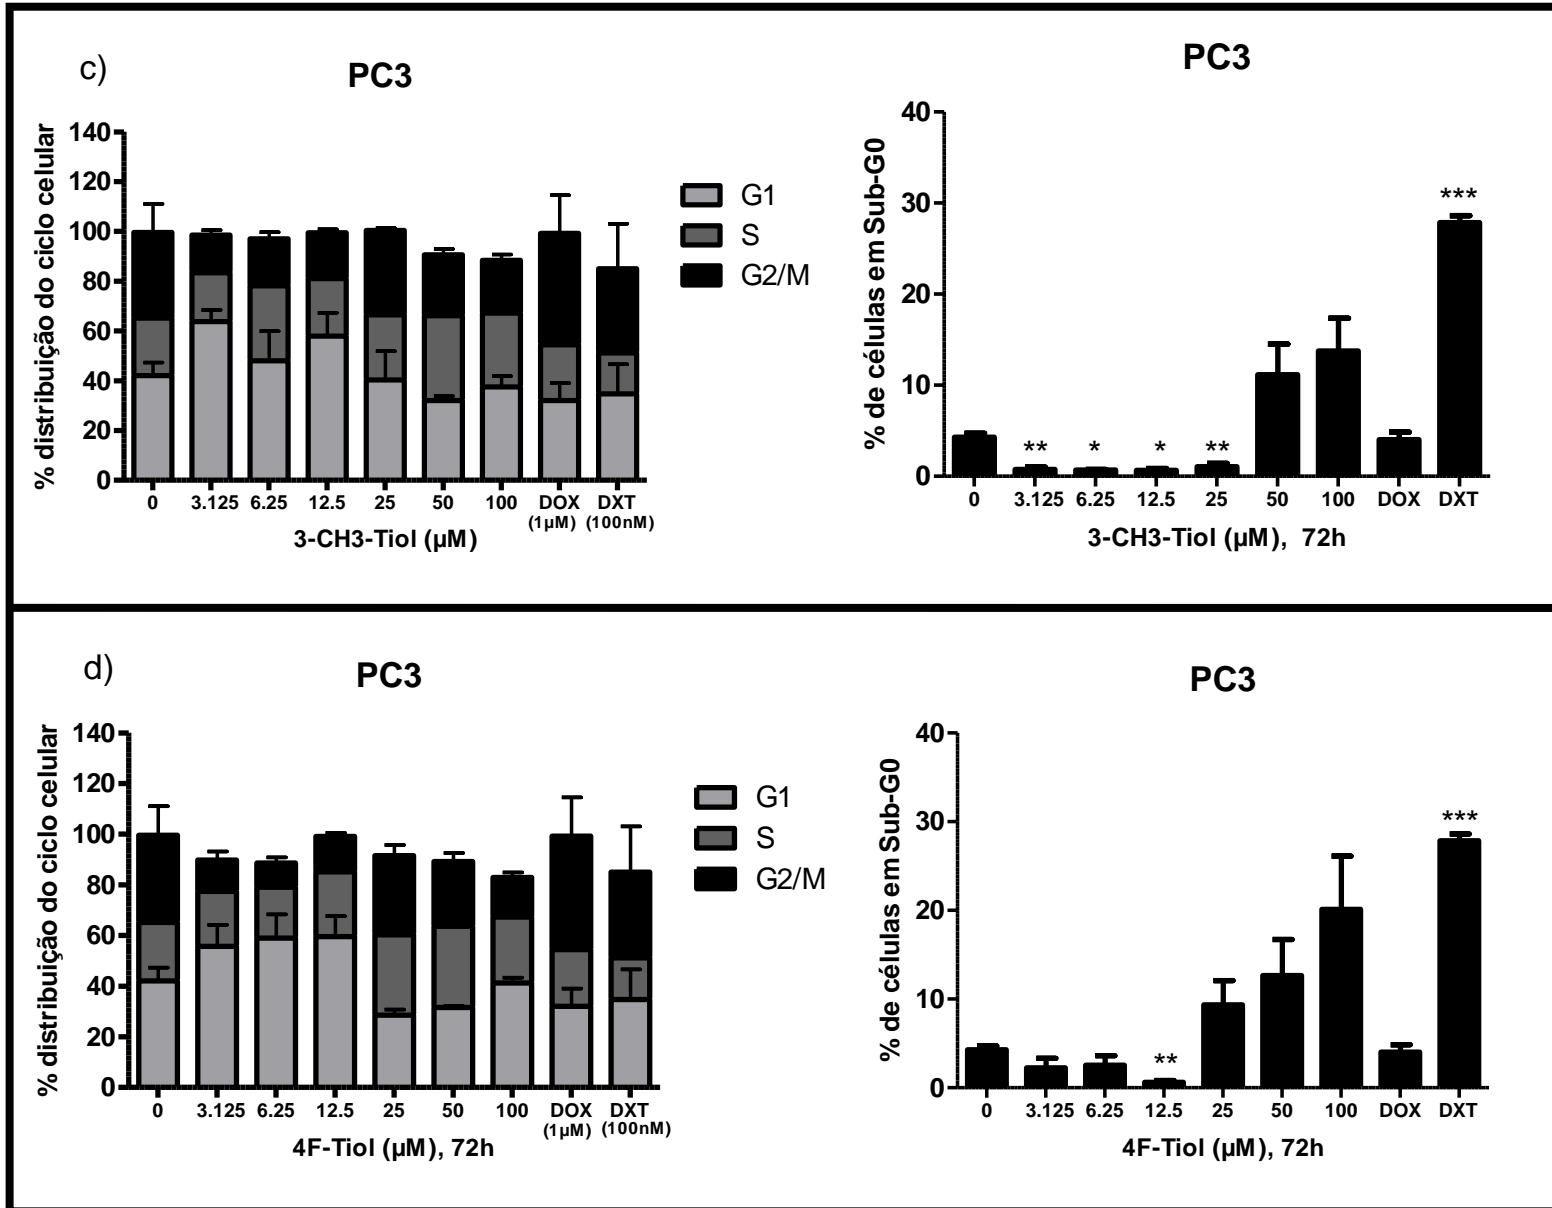 c)
PC3
% distribuição do ciclo celular
140
120
100
80
60
40
20
0
0 3.125 6.25 12.5 25 50 100 DOX DXT
(1µM) (100nM)
3-CH3-Tiol (µM)
G1
S
G2/M
PC3
% de células em Sub-G0
40
30
20
10
0
** * * ** ***
0 3.125 6.25 12.5 25 50 100 DOX DXT
3-CH3-Tiol (µM), 72h
d)
PC3
% distribuição do ciclo celular
140
120
100
80
60
40
20
0
0 3.125 6.25 12.5 25 50 100 DOX DXT
(1µM) (100nM)
4F-Tiol (µM), 72h
G1
S
G2/M
PC3
% de células em Sub-G0
40
30
20
10
0
** ***
0 3.125 6.25 12.5 25 50 100 DOX DXT
4F-Tiol (µM), 72h